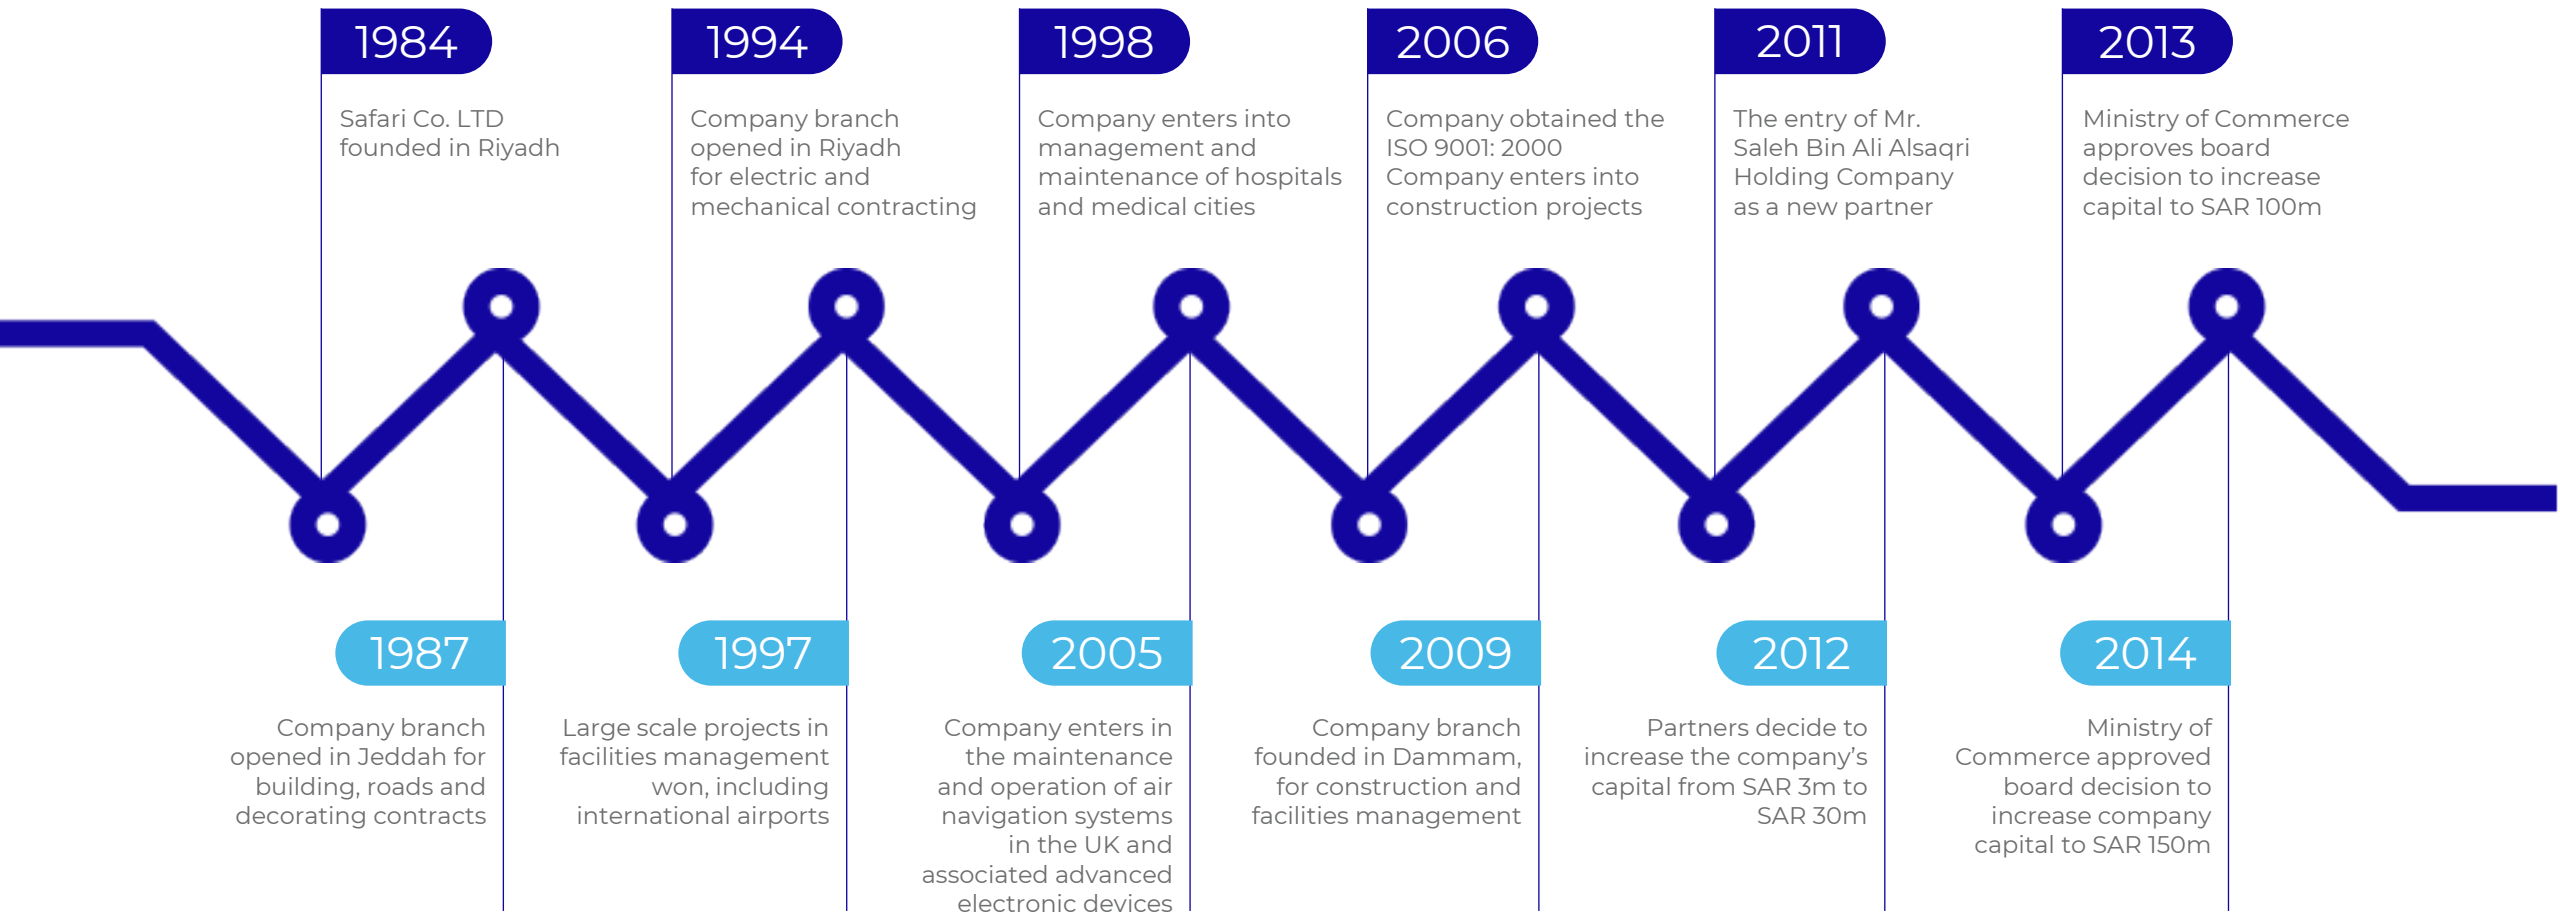 1984
Safari Co. LTD
founded in Riyadh
1994
Company branch
opened in Riyadh
for electric and
mechanical contracting
1998
Company enters into
management and
maintenance of hospitals
and medical cities
2006
Company obtained the
ISO 9001: 2000
Company enters into
construction projects
2011
The entry of Mr.
Saleh Bin Ali Alsaqri
Holding Company
as a new partner
2013
Ministry of Commerce
approves board
decision to increase
capital to SAR 100m
1987
Company branch
opened in Jeddah for
building, roads and
decorating contracts
1997
Large scale projects in
facilities management
won, including
international airports
2005
Company enters in
the maintenance
and operation of air
navigation systems
in the UK and
associated advanced
electronic devices
2009
Company branch
founded in Dammam,
for construction and
facilities management
2012
Partners decide to
increase the company’s
capital from SAR 3m to
SAR 30m
2014
Ministry of
Commerce approved
board decision to
increase company
capital to SAR 150m